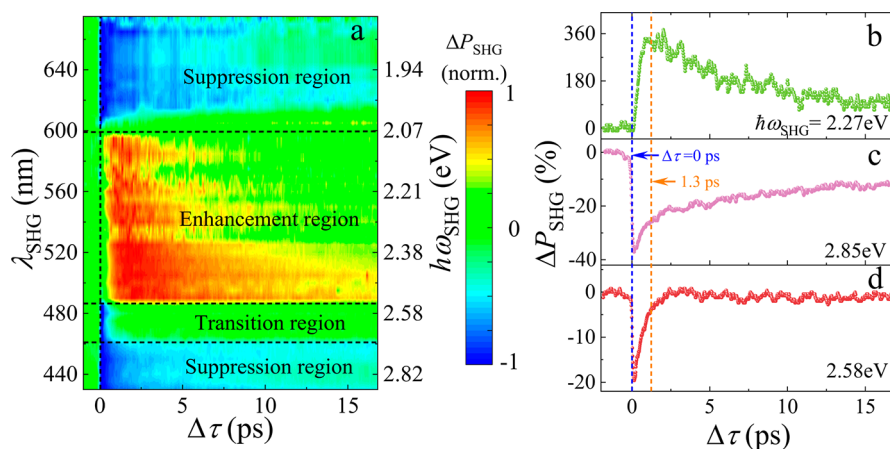 a
Suppression region
Enhancement region
Transition region
Suppression region
640
600
560
520
480
440
λSHG (nm)
0
5
10
15
Δτ (ps)
1.94
2.07
2.21
2.38
2.58
2.82
ħωSHG (eV)
ΔPSHG
(norm.)
1
0
-1
b
360
180
0
ħωSHG= 2.27eV
c
0
-20
-40
Δτ=0 ps
1.3 ps
2.85eV
d
0
-10
-20
2.58eV
ΔPSHG (%)
0
5
10
15
Δτ (ps)